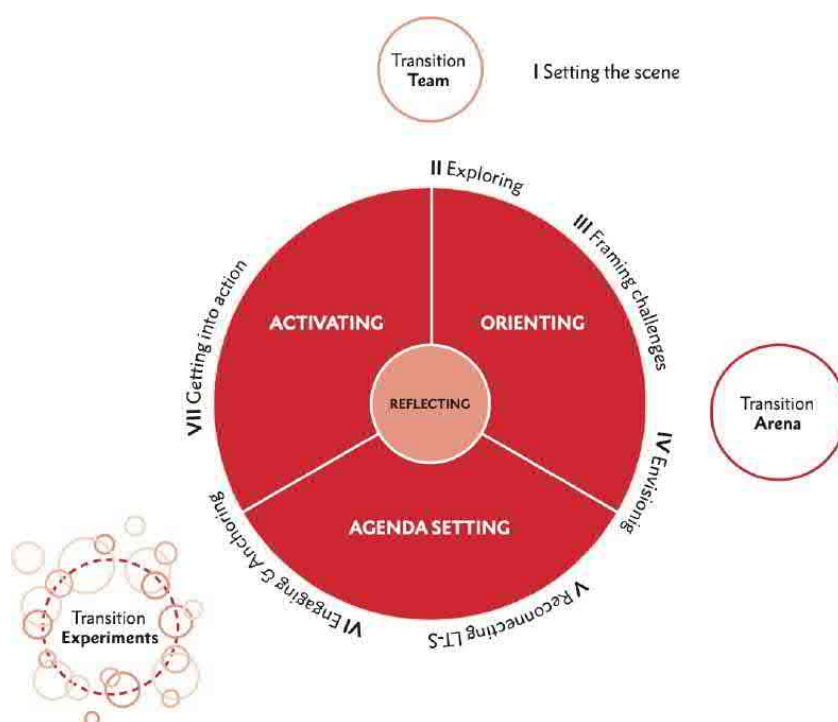 Transition
Team
I Setting the scene
II Exploring
III Framing challenges
ACTIVATING
ORIENTING
VII Getting into action
REFLECTING
Transition
Arena
IV Envisionig
AGENDA SETTING
VI Engaging & Anchoring
V Reconnecting LT-S
Transition
Experiments